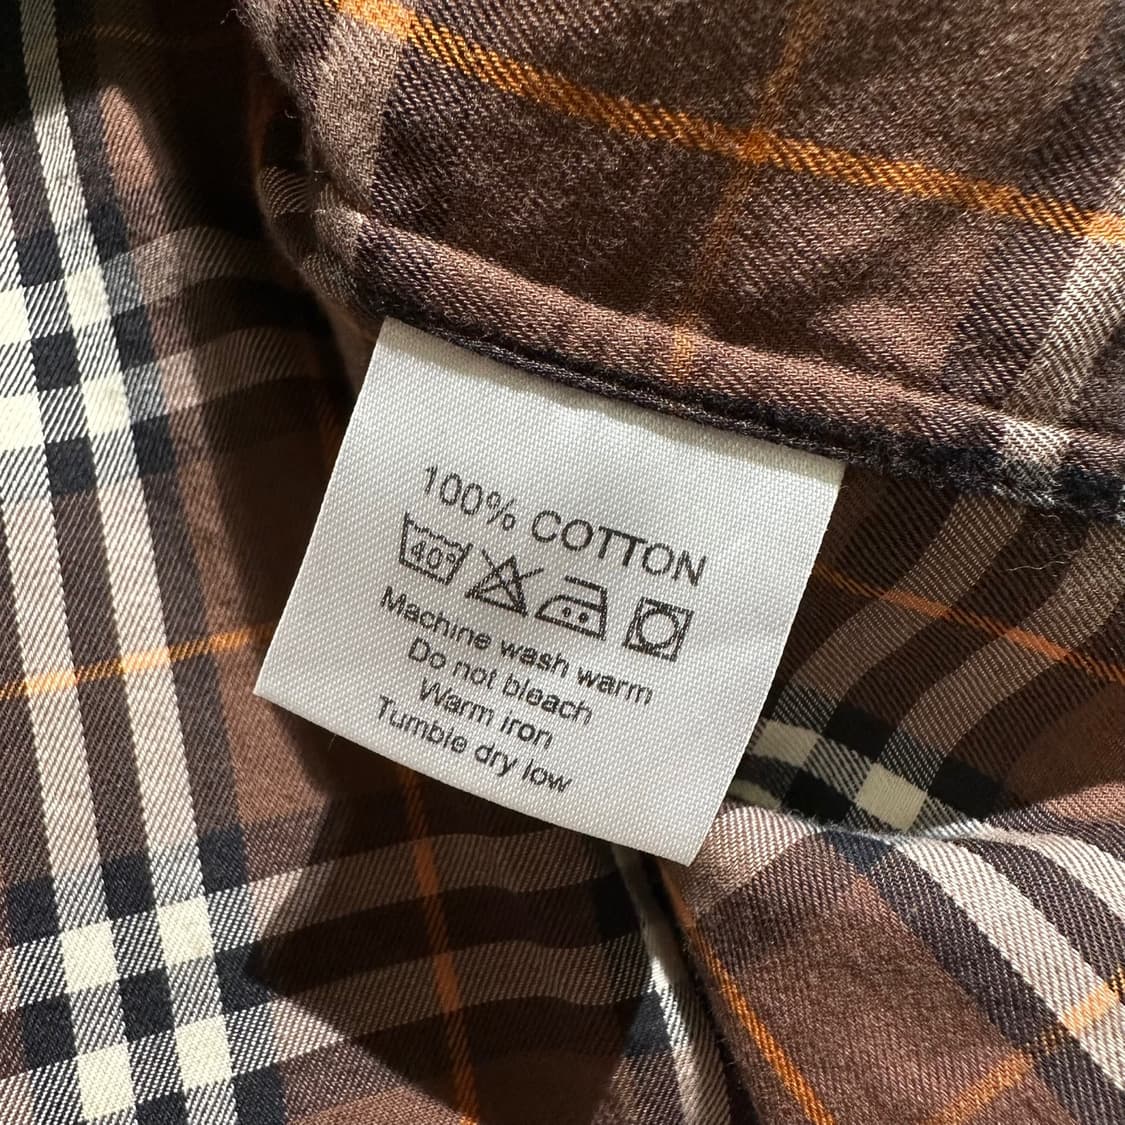 100% COTTON
40°
Machine wash warm
Do not bleach
Warm iron
Tumble dry low